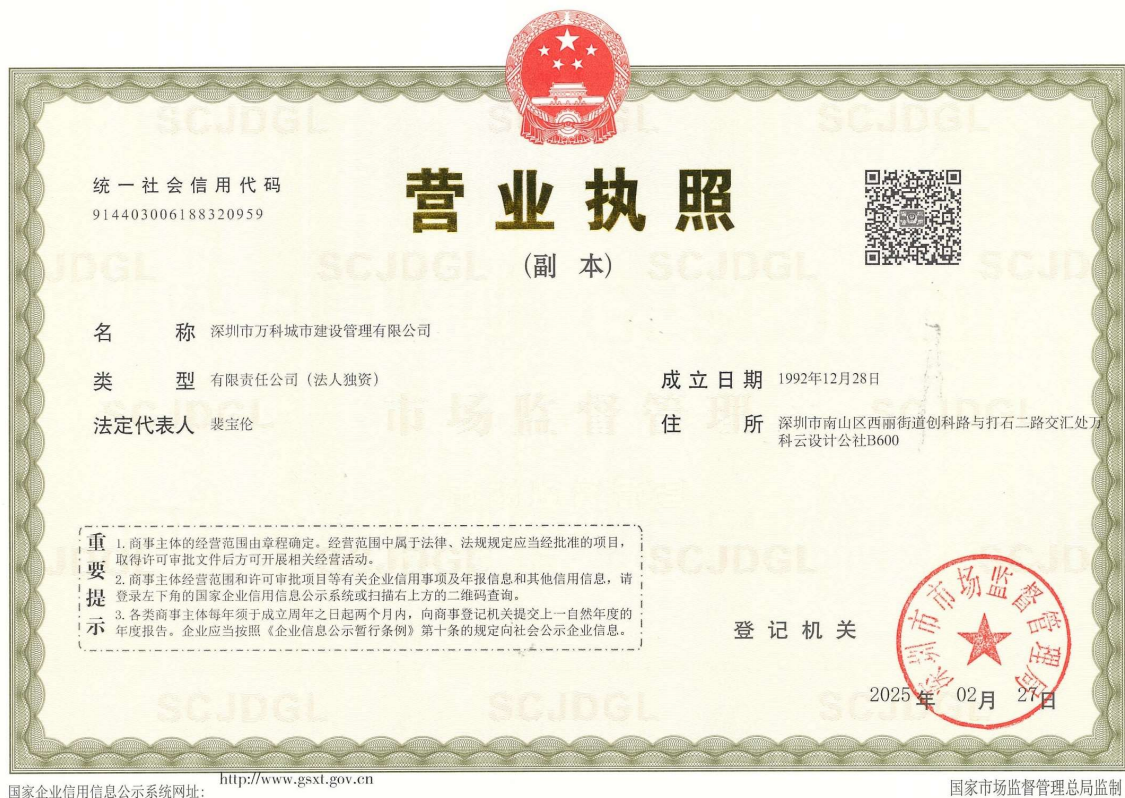 统一社会信用代码
914403006188320959
营业执照
(副 本)
名 称 深圳市万科城市建设管理有限公司
类 型 有限责任公司（法人独资）
法定代表人 裴宝伦
成立日期 1992年12月28日
住 所 深圳市南山区西丽街道创科路与打石二路交汇处万
科云设计公社B600
重要提示
1. 商事主体的经营范围由章程确定。经营范围中属于法律、法规规定应当经批准的项目，
取得许可审批文件后方可开展相关经营活动。
2. 商事主体经营范围和许可审批项目等有关企业信用事项及年报信息和其他信用信息，请
登录左下角的国家企业信用信息公示系统或扫描右上方的二维码查询。
3. 各类商事主体每年须于成立周年之日起两个月内，向商事登记机关提交上一自然年度的
年度报告。企业应当按照《企业信息公示暂行条例》第十条的规定向社会公示企业信息。
登记机关
深圳市市场监督管理局
2025年 02月 27日
国家企业信用信息公示系统网址：
http://www.gsxt.gov.cn
国家市场监督管理总局监制
SCJDGL
市场监督管理